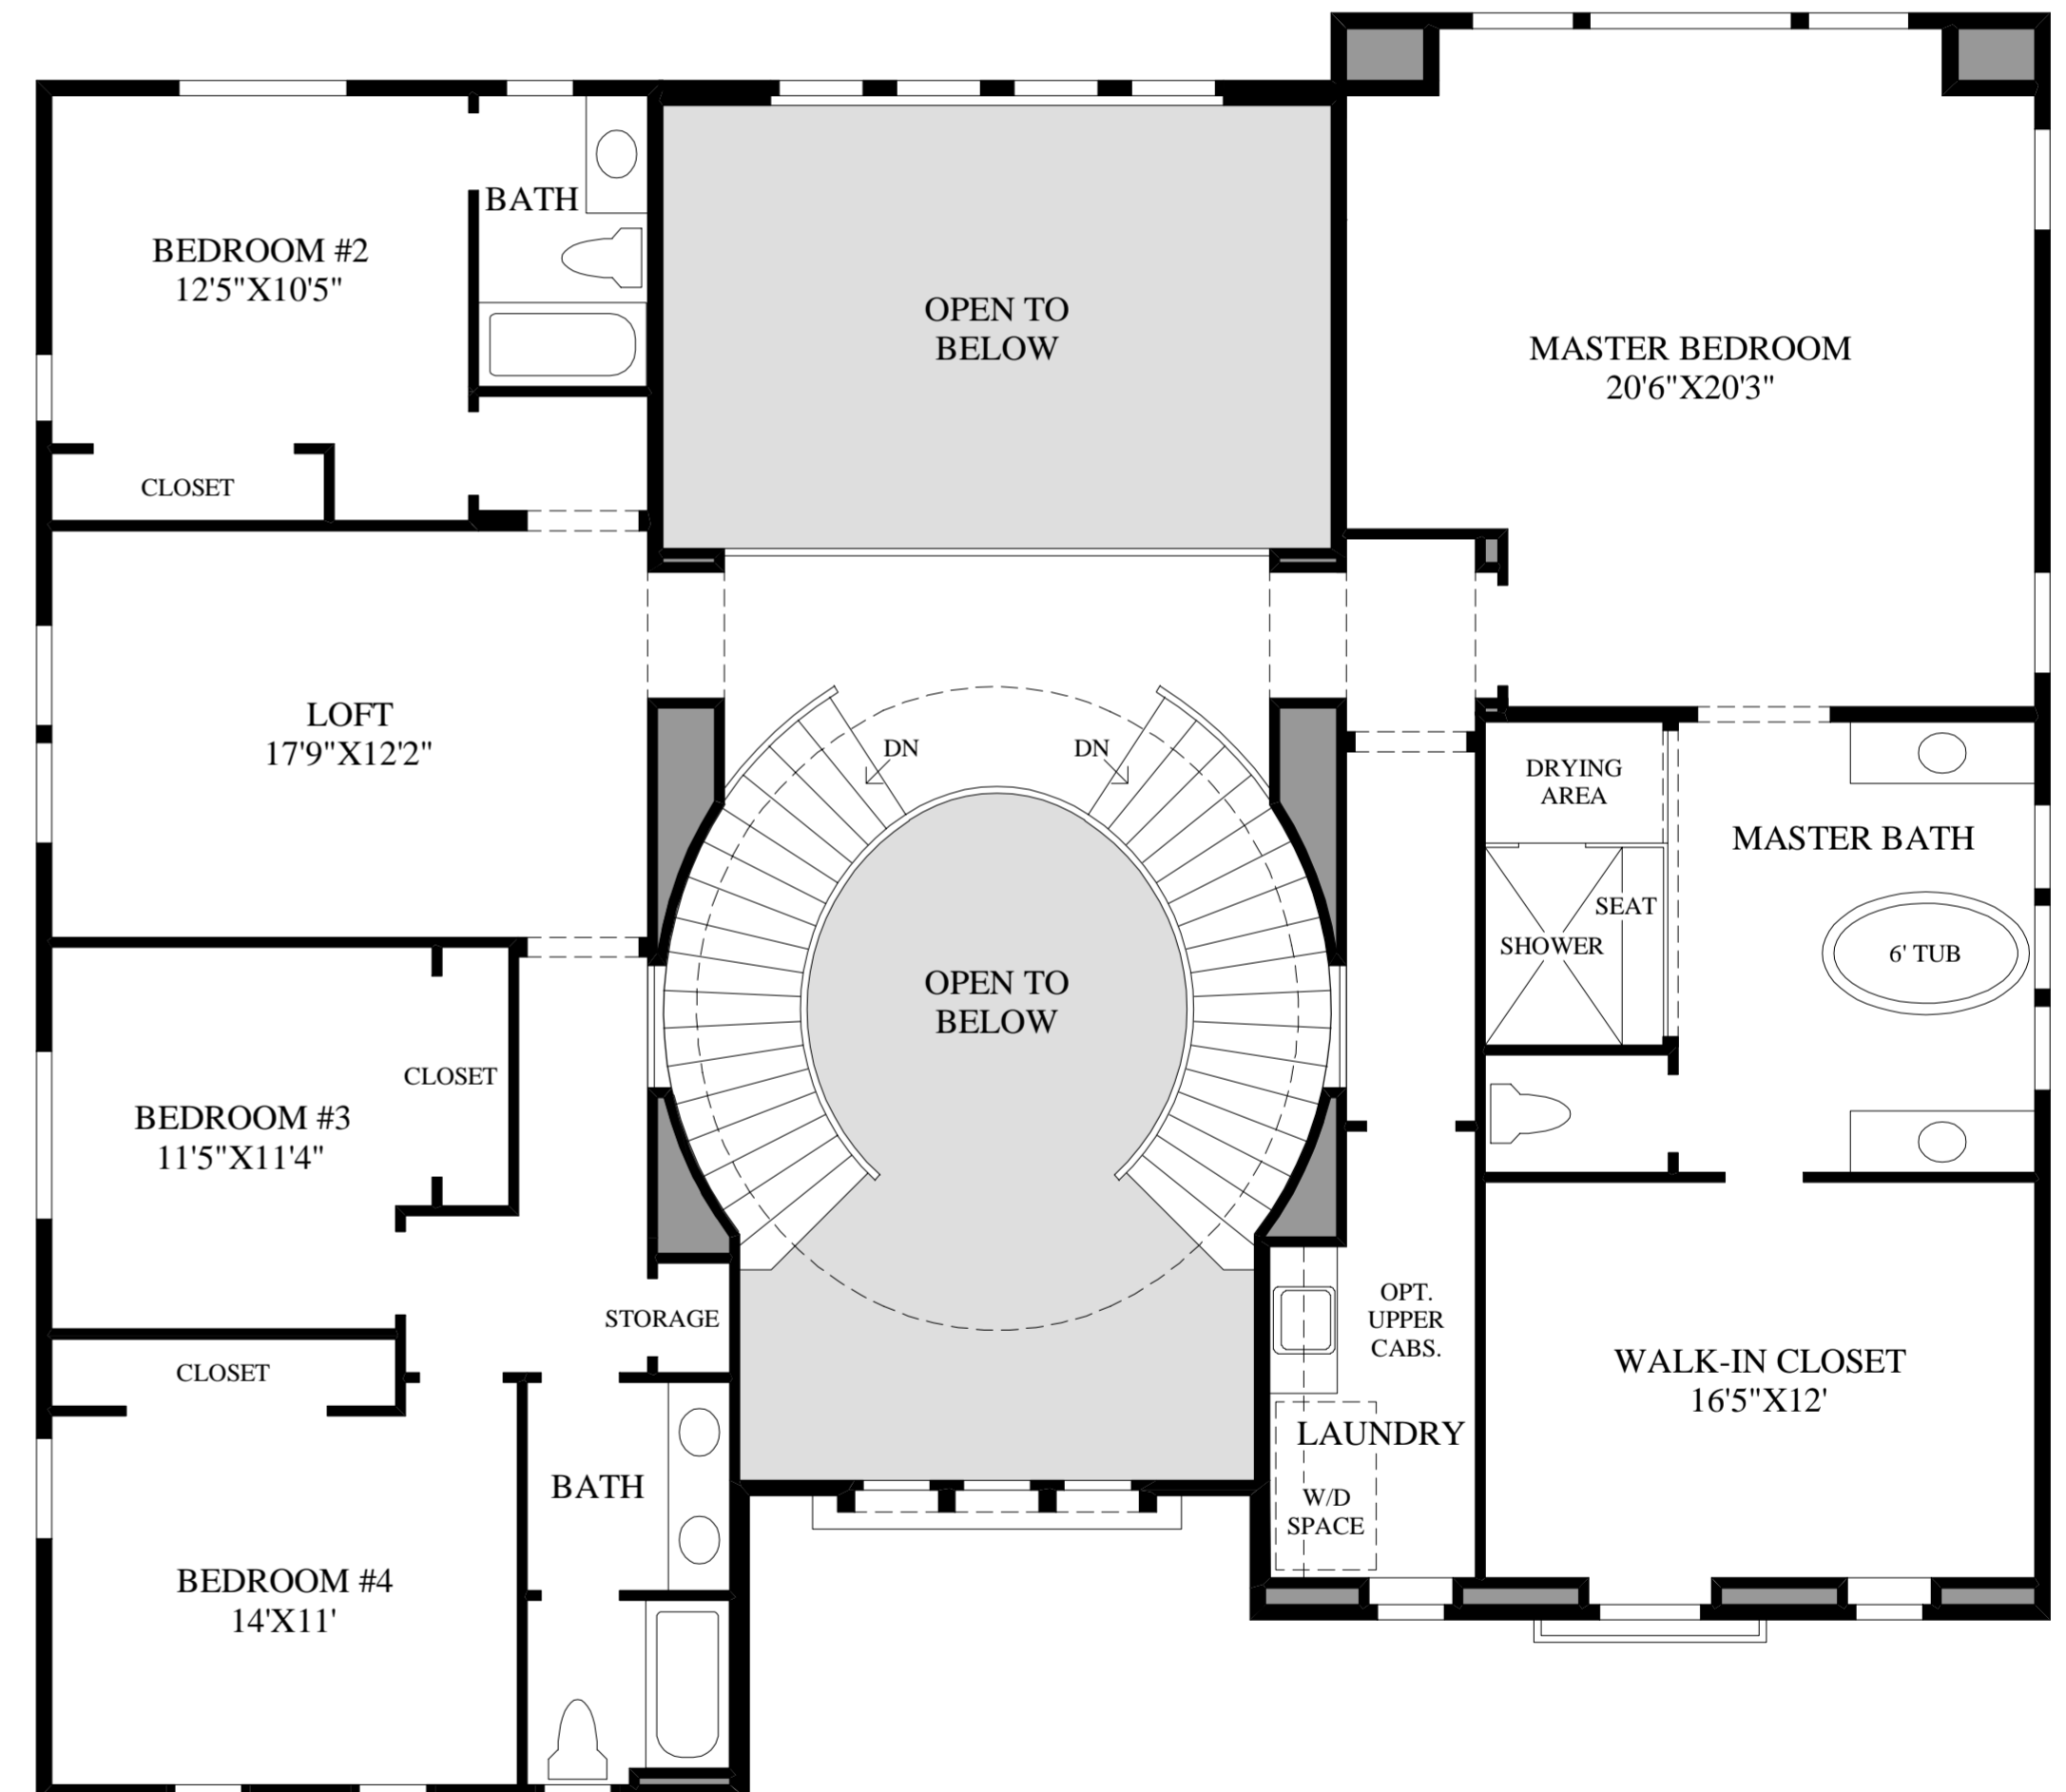 BATH
BEDROOM #2
12'5"X10'5"
CLOSET
OPEN TO
BELOW
MASTER BEDROOM
20'6"X20'3"
LOFT
17'9"X12'2"
DN
DN
DRYING
AREA
MASTER BATH
SEAT
SHOWER
6' TUB
OPEN TO
BELOW
CLOSET
BEDROOM #3
11'5"X11'4"
STORAGE
CLOSET
OPT.
UPPER
CABS.
WALK-IN CLOSET
16'5"X12'
LAUNDRY
W/D
SPACE
BATH
BEDROOM #4
14'X11'